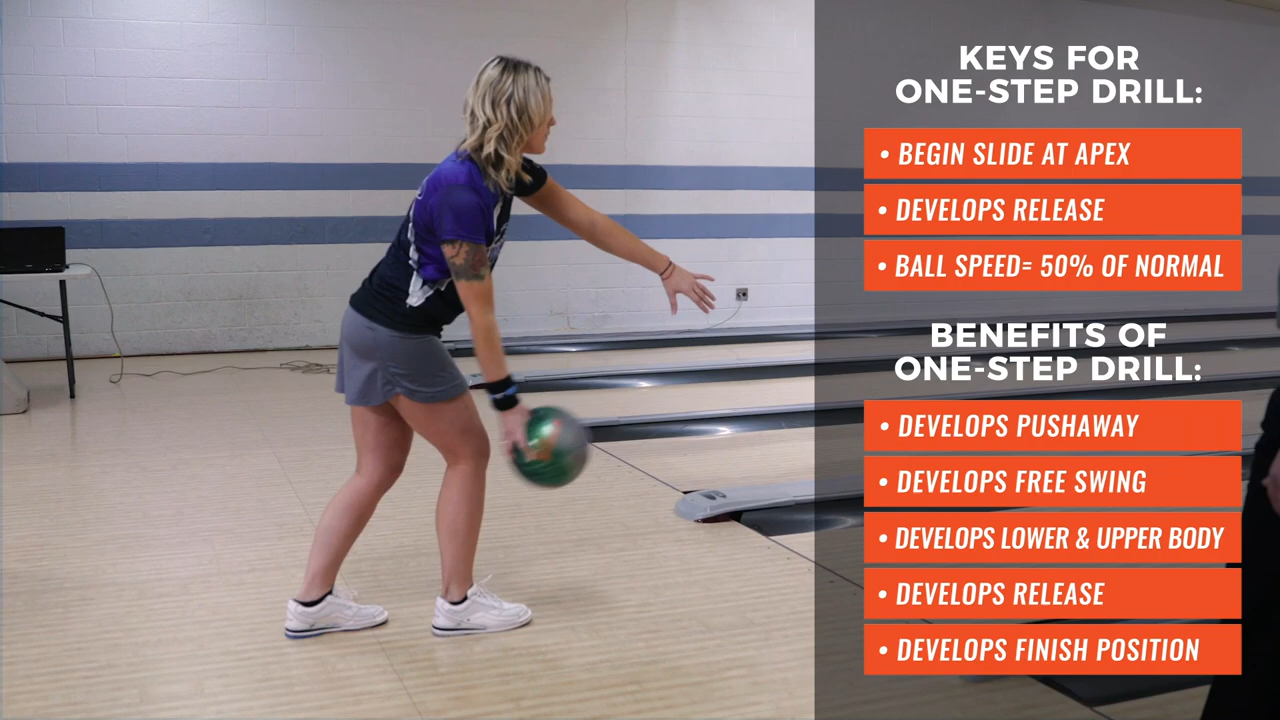 KEYS FOR
ONE-STEP DRILL:
• BEGIN SLIDE AT APEX
• DEVELOPS RELEASE
• BALL SPEED= 50% OF NORMAL
BENEFITS OF
ONE-STEP DRILL:
• DEVELOPS PUSHAWAY
• DEVELOPS FREE SWING
• DEVELOPS LOWER & UPPER BODY
• DEVELOPS RELEASE
• DEVELOPS FINISH POSITION